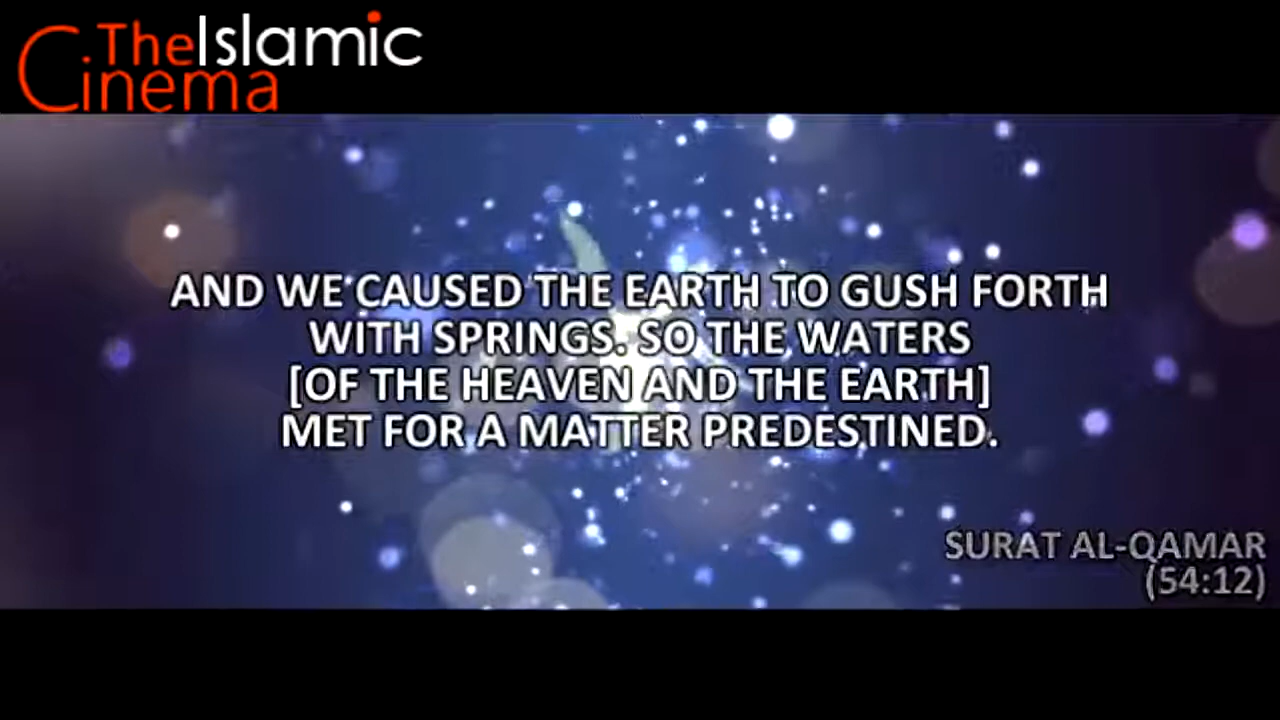 TheIslamic
Cinema
AND WE CAUSED THE EARTH TO GUSH FORTH
WITH SPRINGS. SO THE WATERS
[OF THE HEAVEN AND THE EARTH]
MET FOR A MATTER PREDESTINED.
SURAT AL-QAMAR
(54:12)